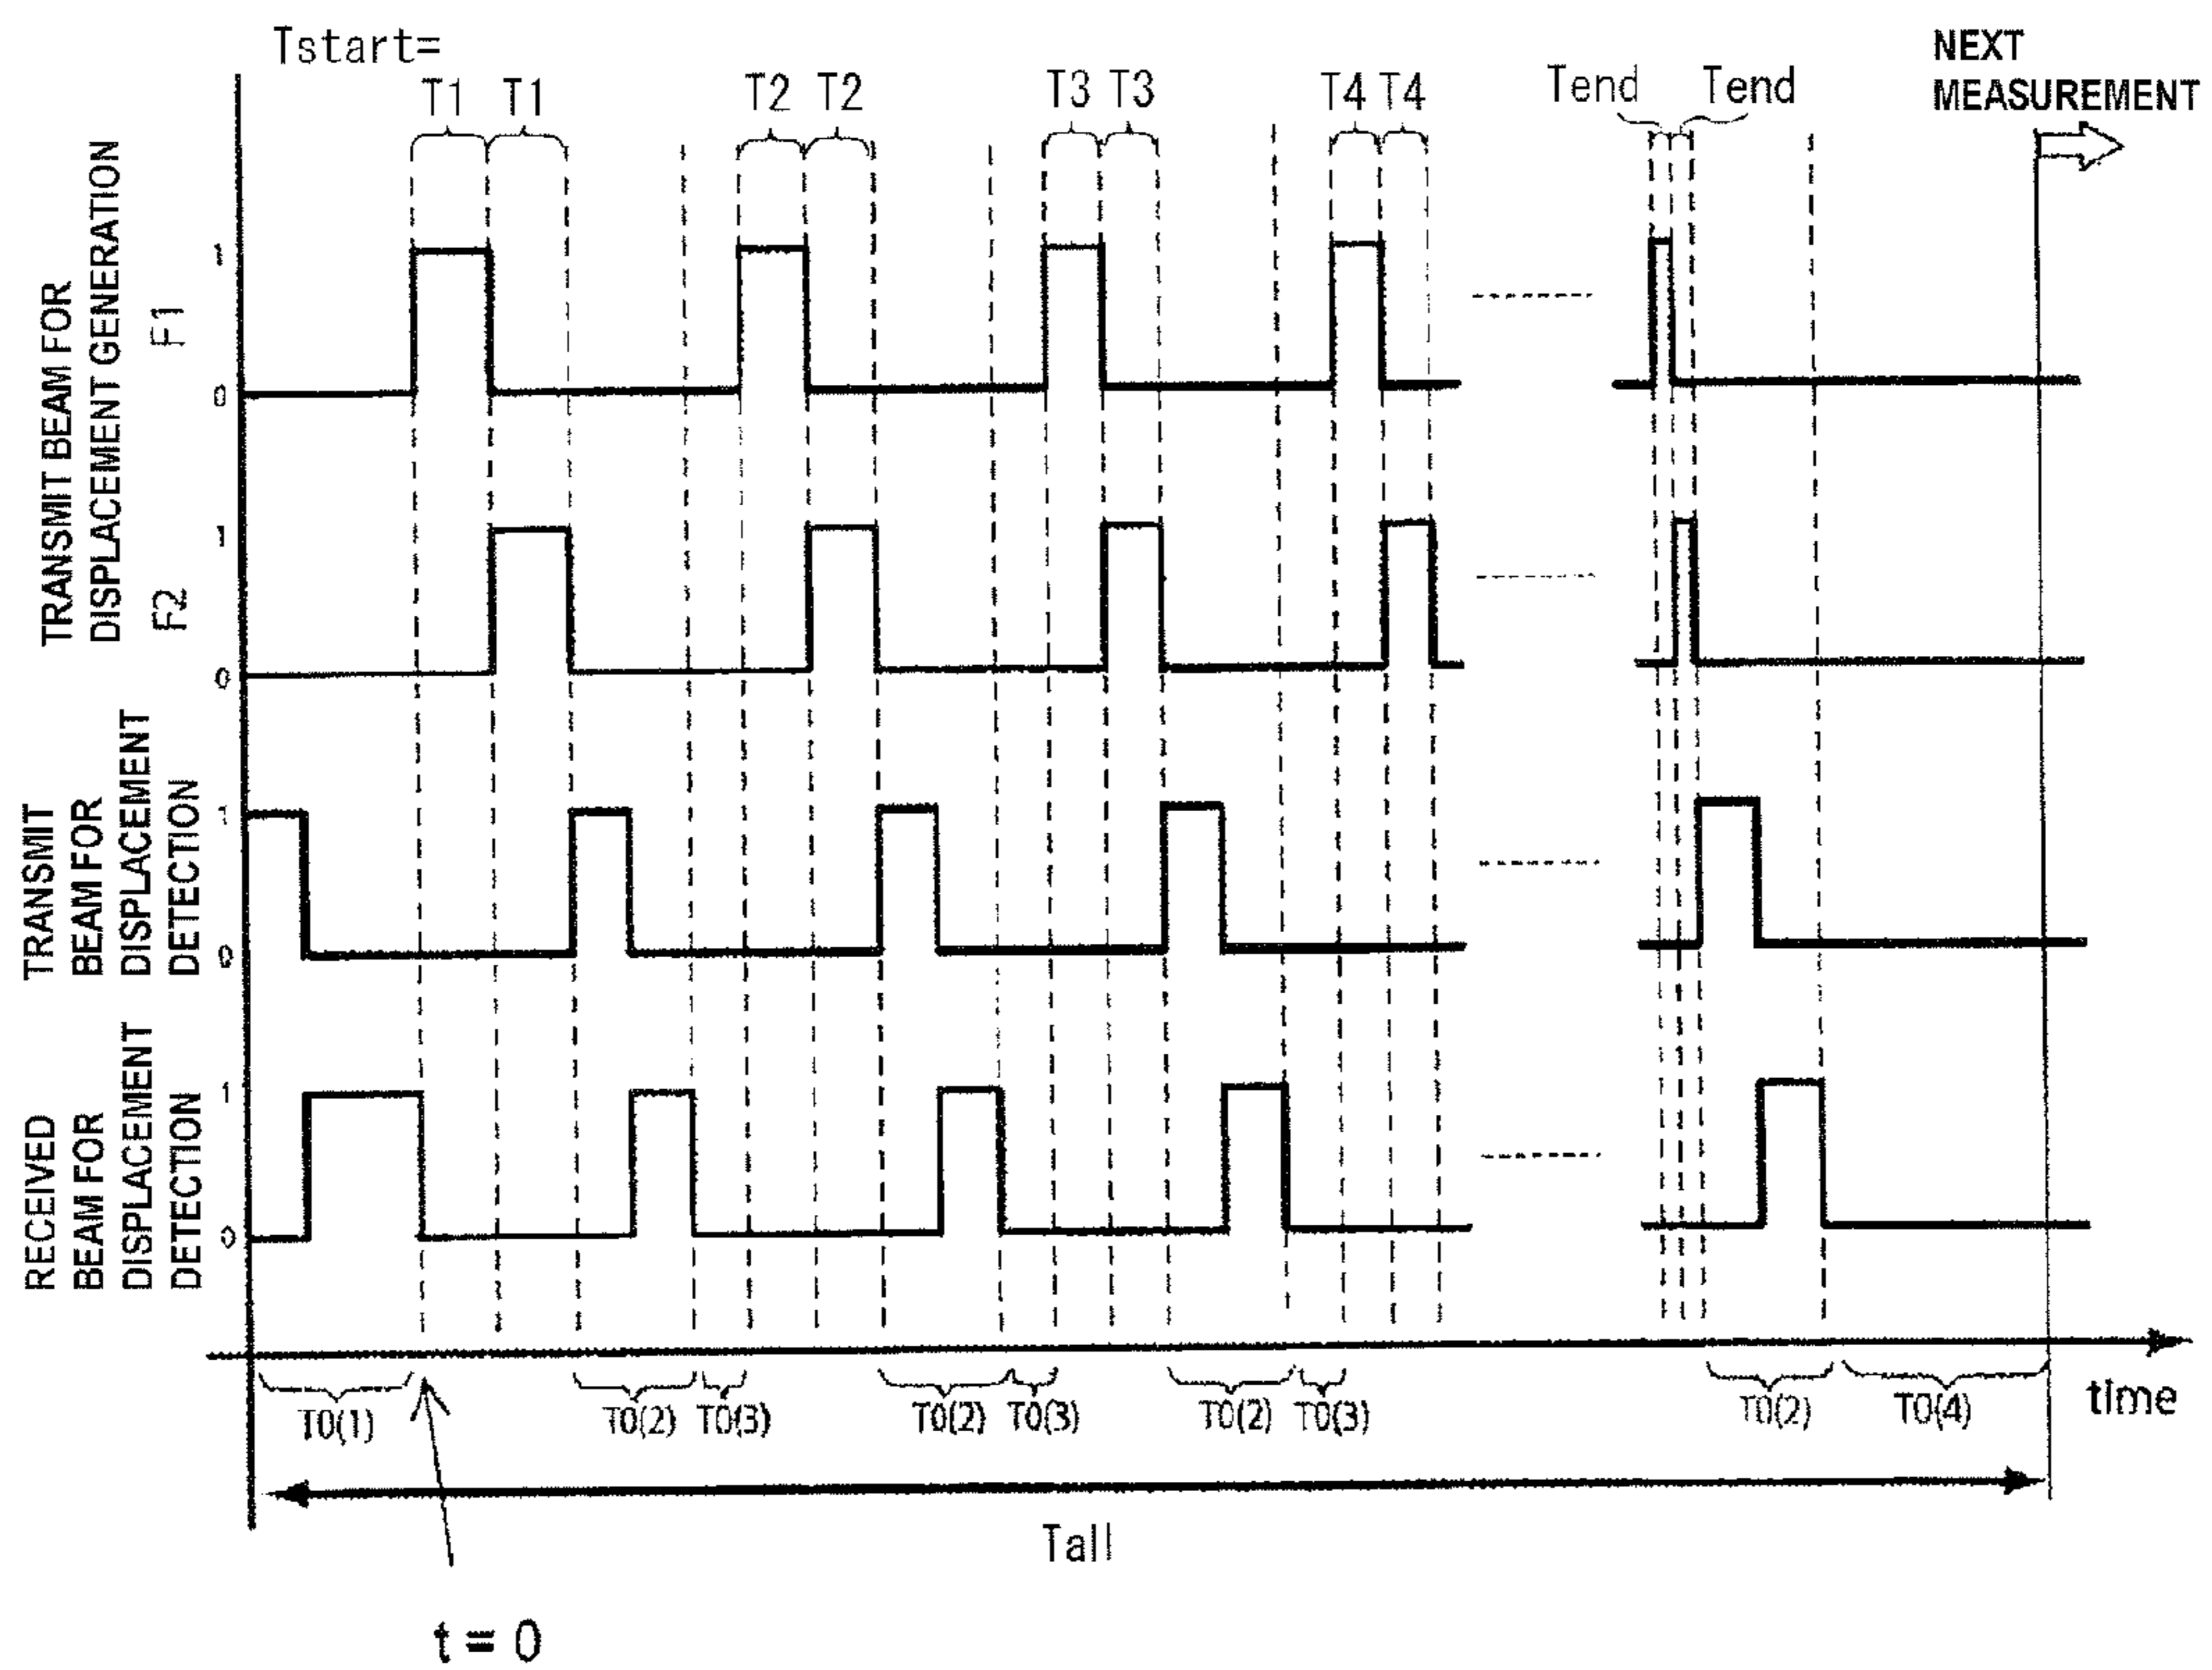 Tstart=
T1 T1 T2 T2 T3 T3 T4 T4 Tend Tend
NEXT
MEASUREMENT
TRANSMIT BEAM FOR
DISPLACEMENT GENERATION
F1
1
0
F2
1
0
TRANSMIT
BEAM FOR
DISPLACEMENT
DETECTION
1
0
RECEIVED
BEAM FOR
DISPLACEMENT
DETECTION
1
0
T0(1) T0(2) T0(3) T0(2) T0(3) T0(2) T0(3) T0(2) T0(4)
time
Tall
t = 0